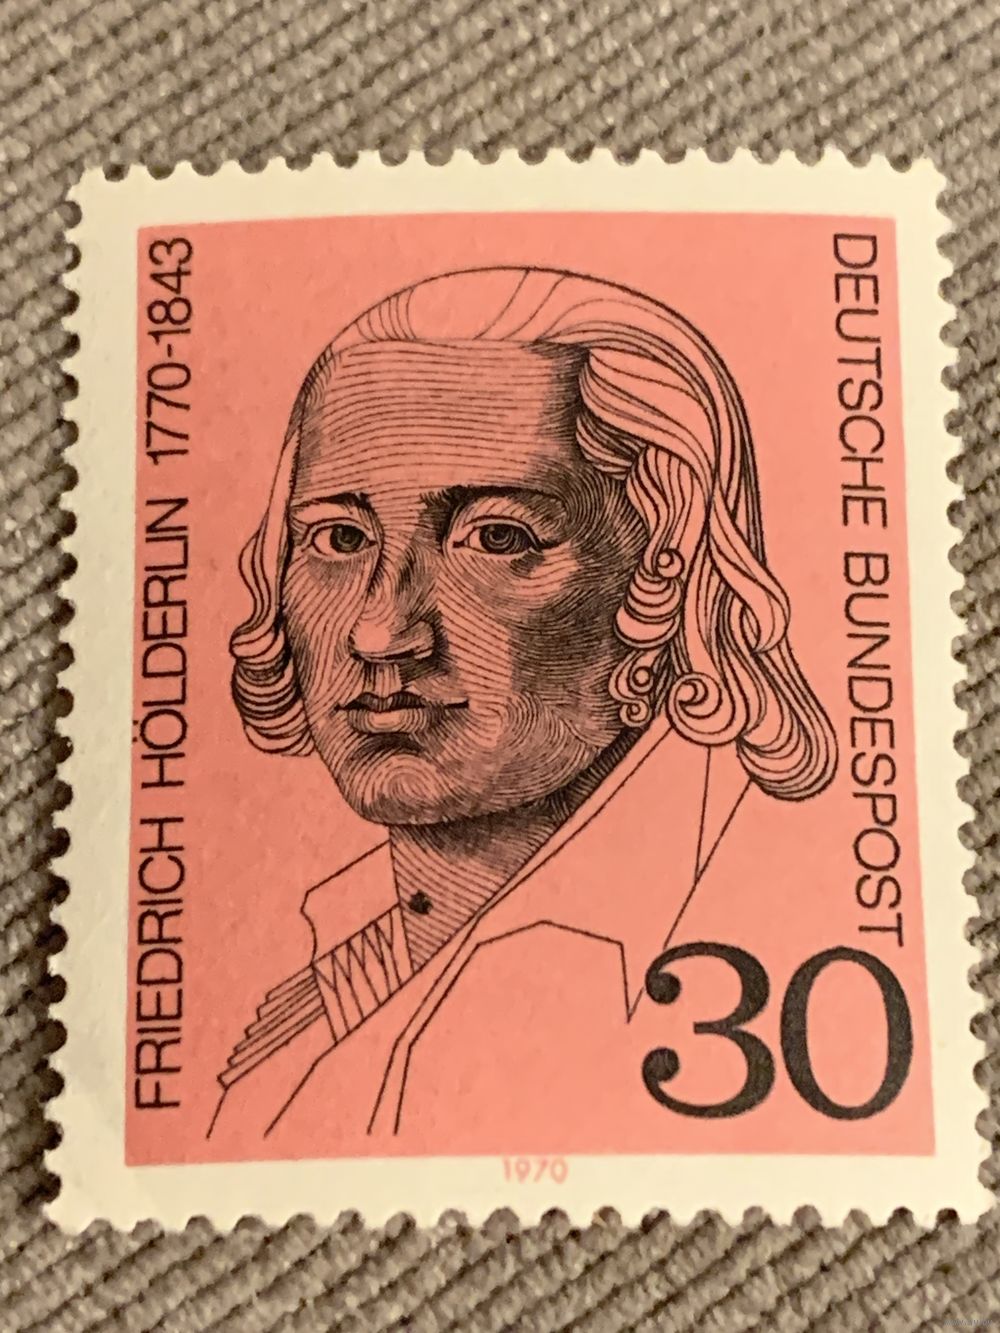 FRIEDRICH HÖLDERLIN 1770-1843
DEUTSCHE BUNDESPOST
30
1970